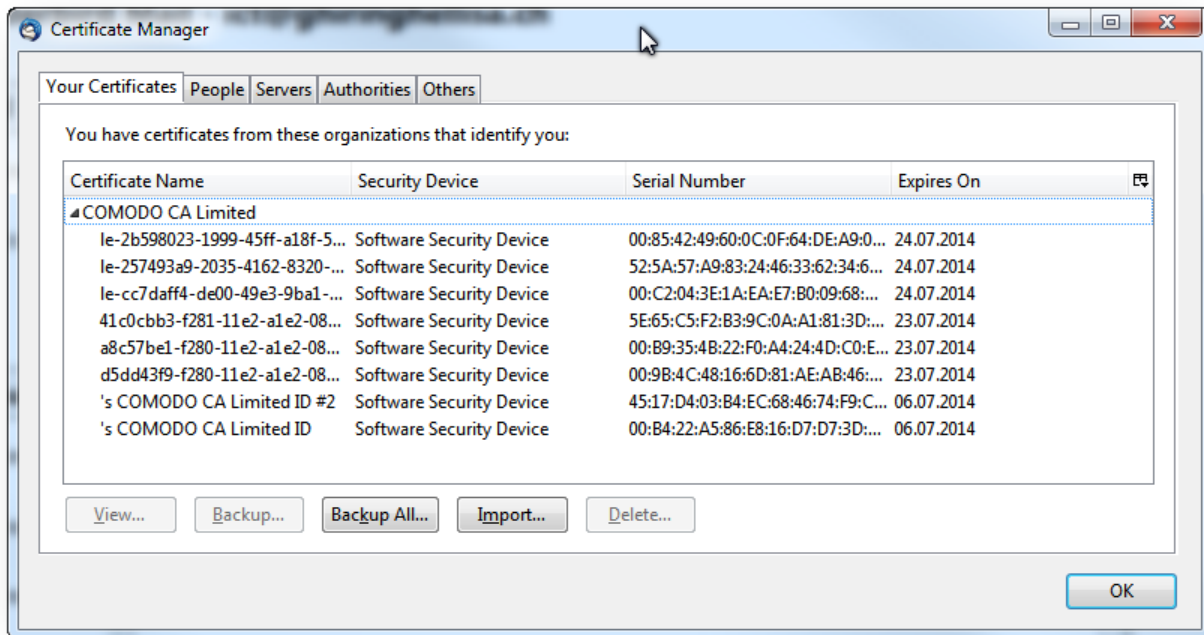 Certificate Manager
Your Certificates People Servers Authorities Others
You have certificates from these organizations that identify you:
Certificate Name Security Device Serial Number Expires On
COMODO CA Limited
le-2b598023-1999-45ff-a18f-5... Software Security Device 00:85:42:49:60:0C:0F:64:DE:A9:0... 24.07.2014
le-257493a9-2035-4162-8320-... Software Security Device 52:5A:57:A9:83:24:46:33:62:34:6... 24.07.2014
le-cc7daff4-de00-49e3-9ba1-... Software Security Device 00:C2:04:3E:1A:EA:E7:B0:09:68:... 24.07.2014
41c0cbb3-f281-11e2-a1e2-08... Software Security Device 5E:65:C5:F2:B3:9C:0A:A1:81:3D:... 23.07.2014
a8c57be1-f280-11e2-a1e2-08... Software Security Device 00:B9:35:4B:22:F0:A4:24:4D:C0:E... 23.07.2014
d5dd43f9-f280-11e2-a1e2-08... Software Security Device 00:9B:4C:48:16:6D:81:AE:AB:46:... 23.07.2014
's COMODO CA Limited ID #2 Software Security Device 45:17:D4:03:B4:EC:68:46:74:F9:C... 06.07.2014
's COMODO CA Limited ID Software Security Device 00:B4:22:A5:86:E8:16:D7:D7:3D:... 06.07.2014
View... Backup... Backup All... Import... Delete...
OK